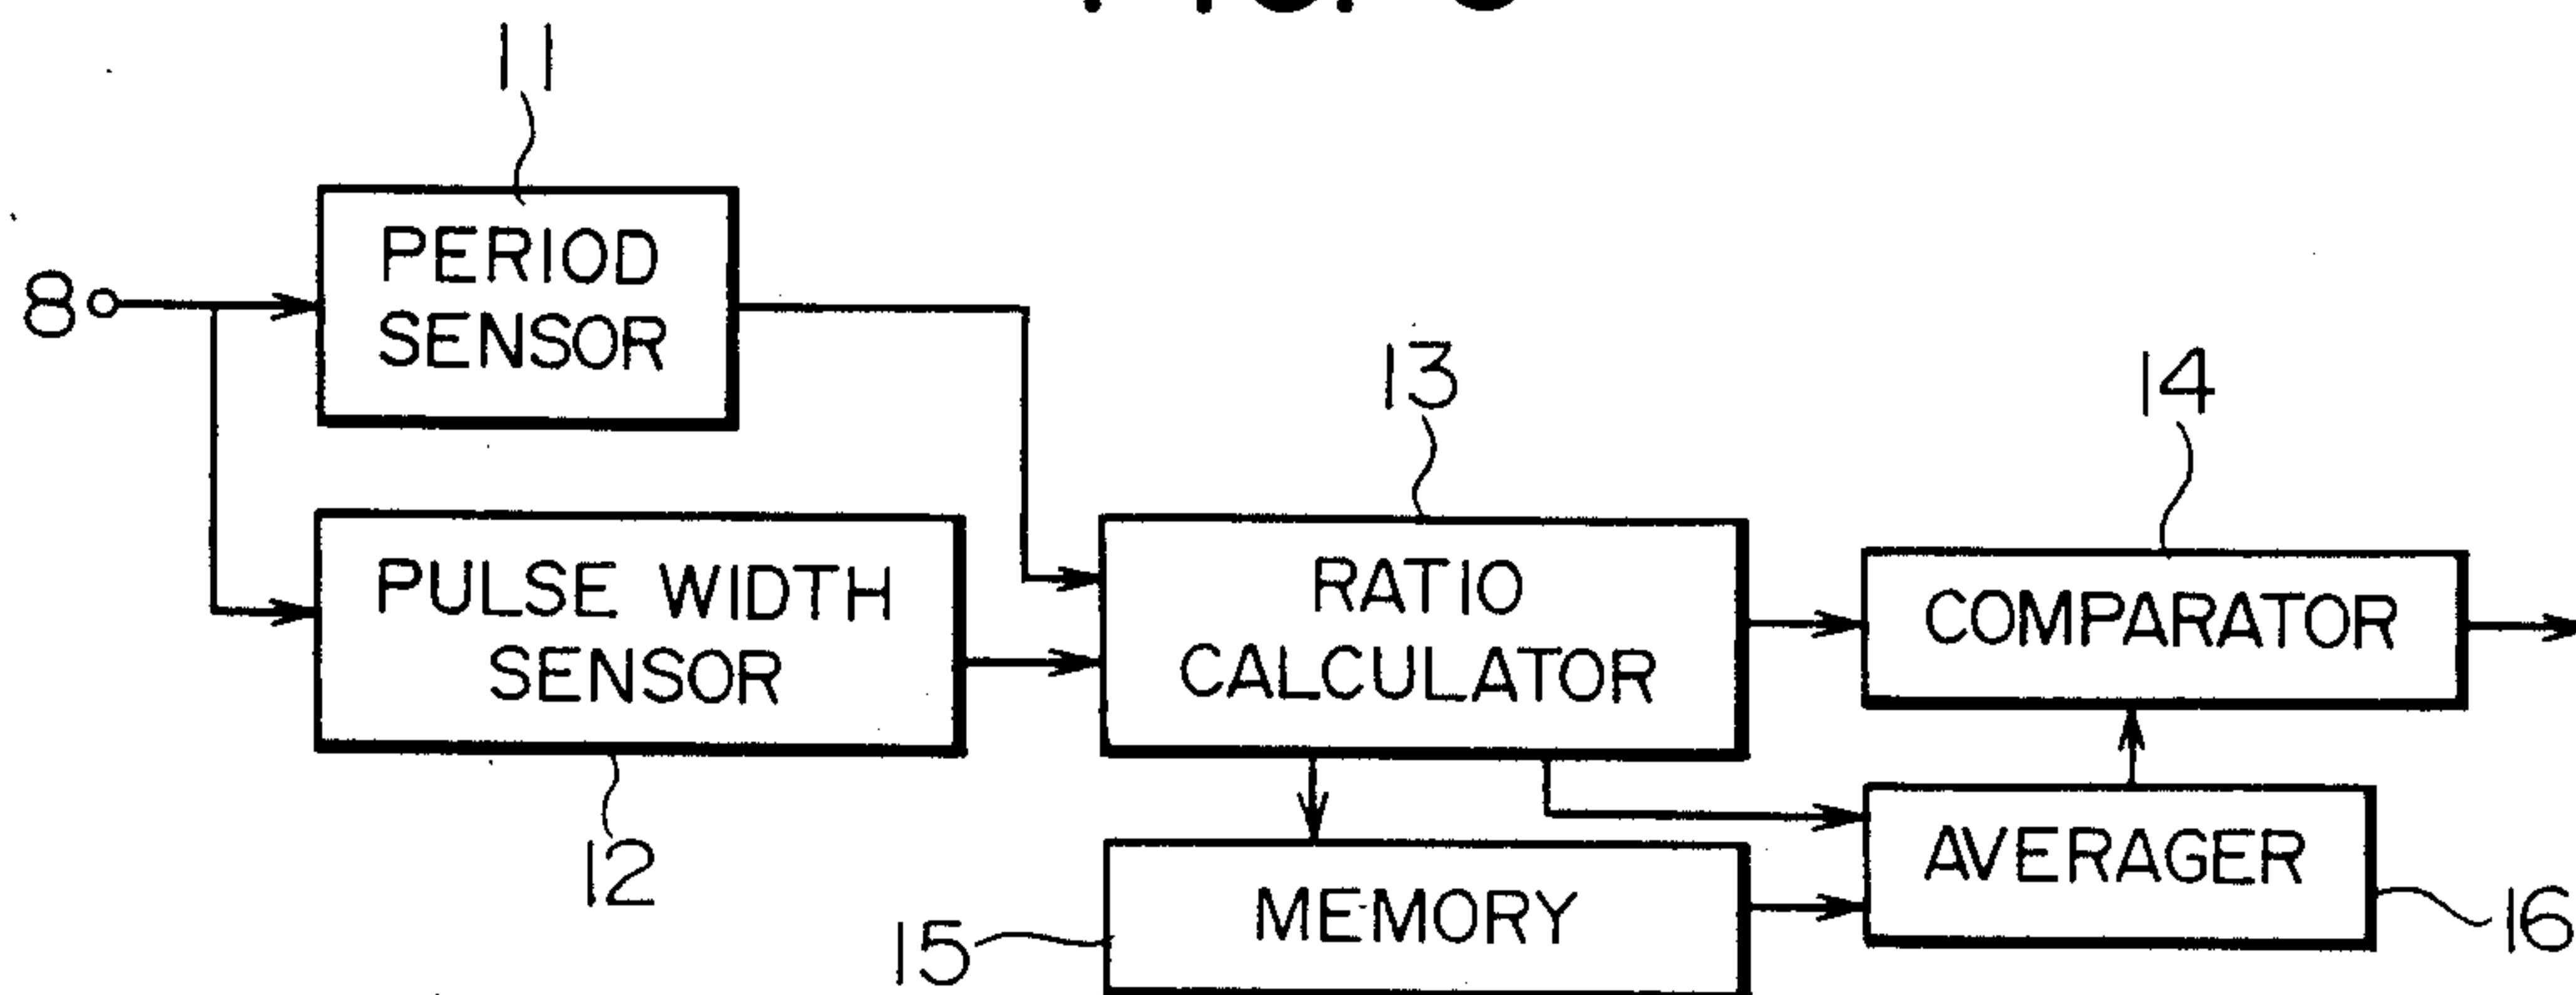 11
PERIOD
SENSOR
8
13
14
PULSE WIDTH
SENSOR
RATIO
CALCULATOR
COMPARATOR
12
AVERAGER
MEMORY
15
16